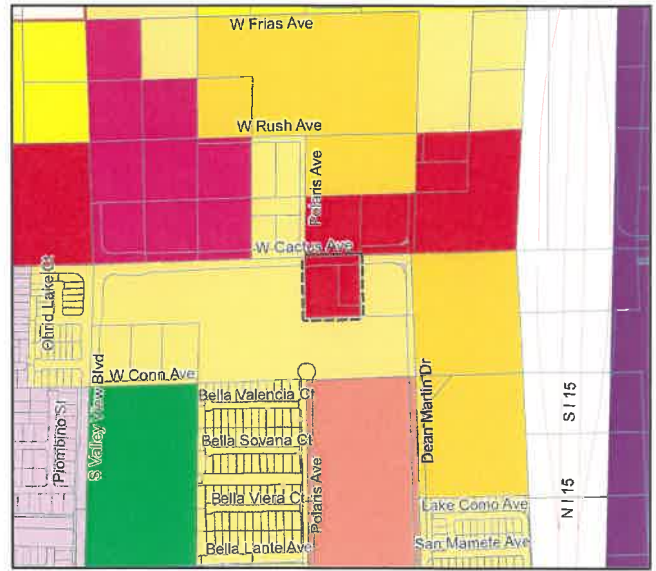 W Frias Ave
W Rush Ave
Polaris Ave
W Cactus Ave
Ohrid Lake Ct
S Valley View Blvd
W Conn Ave
Dean Martin Dr
Piombino St
Bella Valencia Ct
Bella Sovana Ct
Bella Viera Ct
Bella Lante Ave
Polaris Ave
S I 15
N I 15
Lake Como Ave
San Mamete Ave